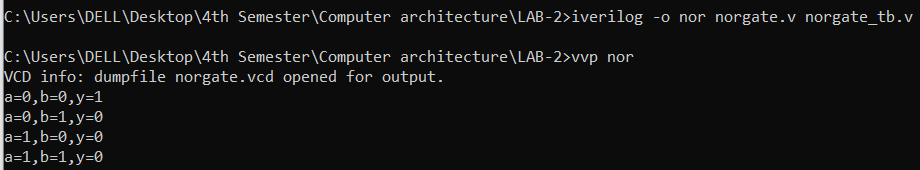 C:\Users\DELL\Desktop\4th Semester\Computer architecture\LAB-2>iverilog -o nor norgate.v norgate_tb.v
C:\Users\DELL\Desktop\4th Semester\Computer architecture\LAB-2>vvp nor
VCD info: dumpfile norgate.vcd opened for output.
a=0,b=0,y=1
a=0,b=1,y=0
a=1,b=0,y=0
a=1,b=1,y=0